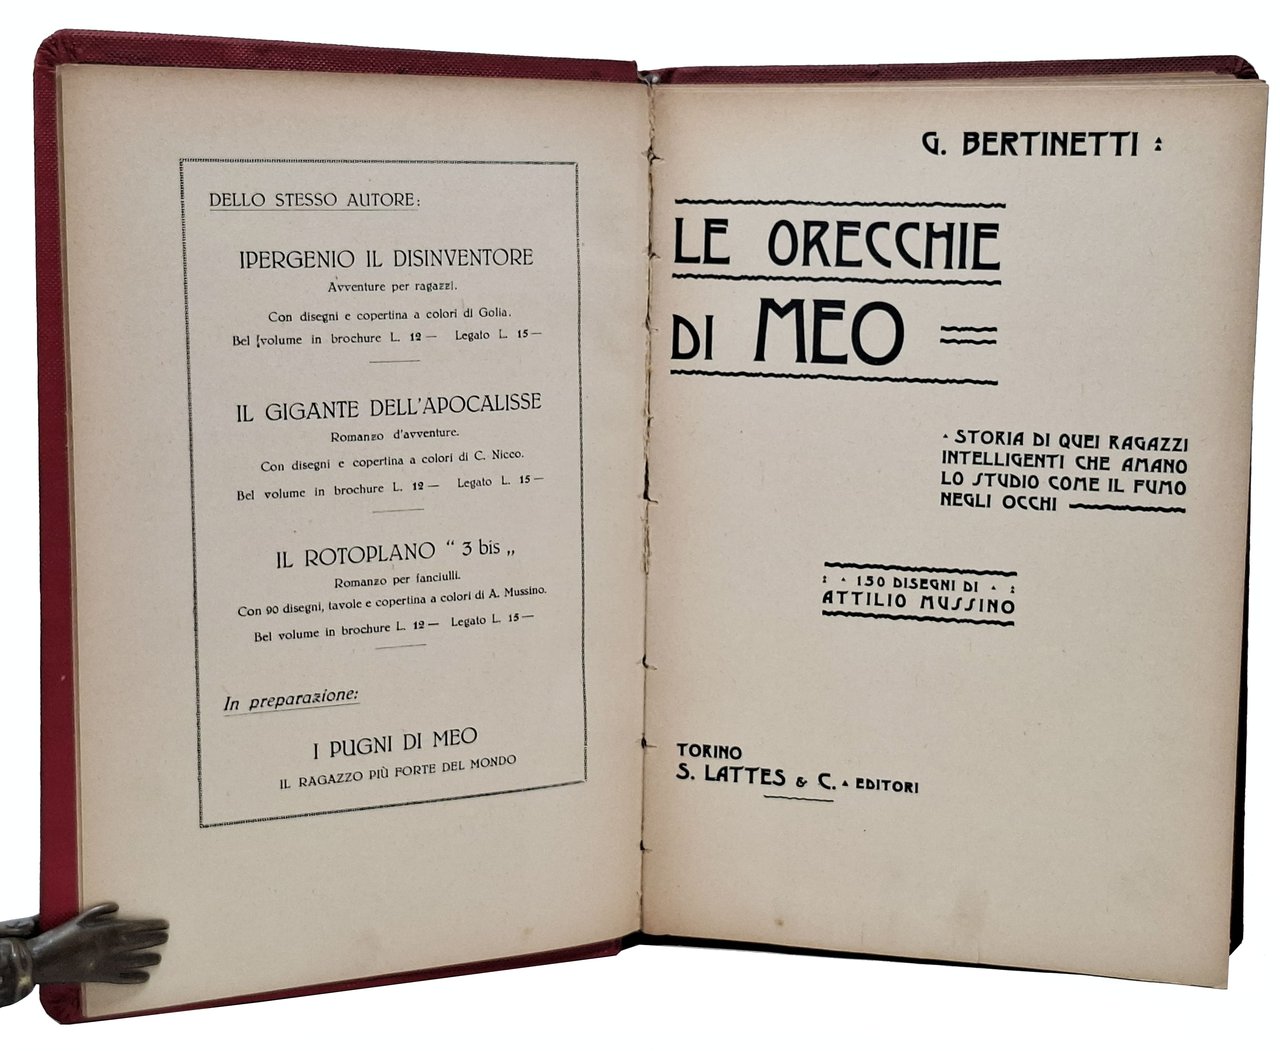 DELLO STESSO AUTORE:
IPERGENIO IL DISINVENTORE
Avventure per ragazzi.
Con disegni e copertina a colori di Golia.
Bel volume in brochure L. 12 — Legato L. 15 —
IL GIGANTE DELL'APOCALISSE
Romanzo d'avventure.
Con disegni e copertina a colori di C. Nicco.
Bel volume in brochure L. 12 — Legato L. 15 —
IL ROTOPLANO “ 3 bis „
Romanzo per fanciulli.
Con 90 disegni, tavole e copertina a colori di A. Mussino.
Bel volume in brochure L. 12 — Legato L. 15 —
In preparazione:
I PUGNI DI MEO
IL RAGAZZO PIÙ FORTE DEL MONDO
G. BERTINETTI
LE ORECCHIE
DI MEO
STORIA DI QUEI RAGAZZI
INTELLIGENTI CHE AMANO
LO STUDIO COME IL FUMO
NEGLI OCCHI
150 DISEGNI DI
ATTILIO MUSSINO
TORINO
S. LATTES & C. EDITORI